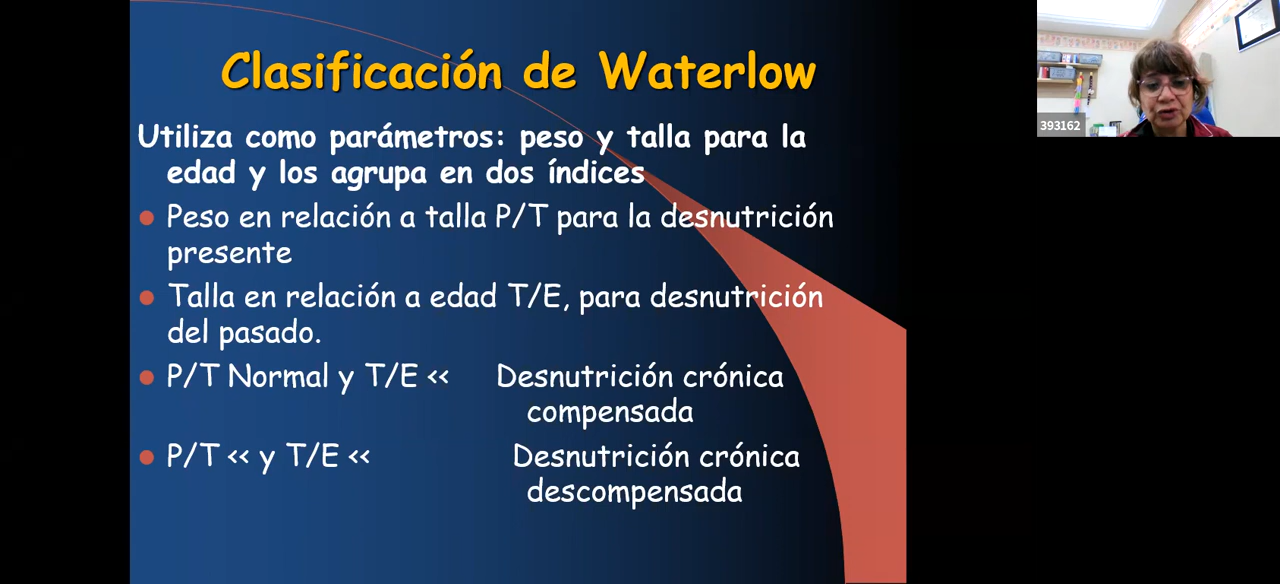 Clasificación de Waterlow
Utiliza como parámetros: peso y talla para la
edad y los agrupa en dos índices
Peso en relación a talla P/T para la desnutrición
presente
Talla en relación a edad T/E, para desnutrición
del pasado.
P/T Normal y T/E << Desnutrición crónica
compensada
P/T << y T/E << Desnutrición crónica
descompensada
393162